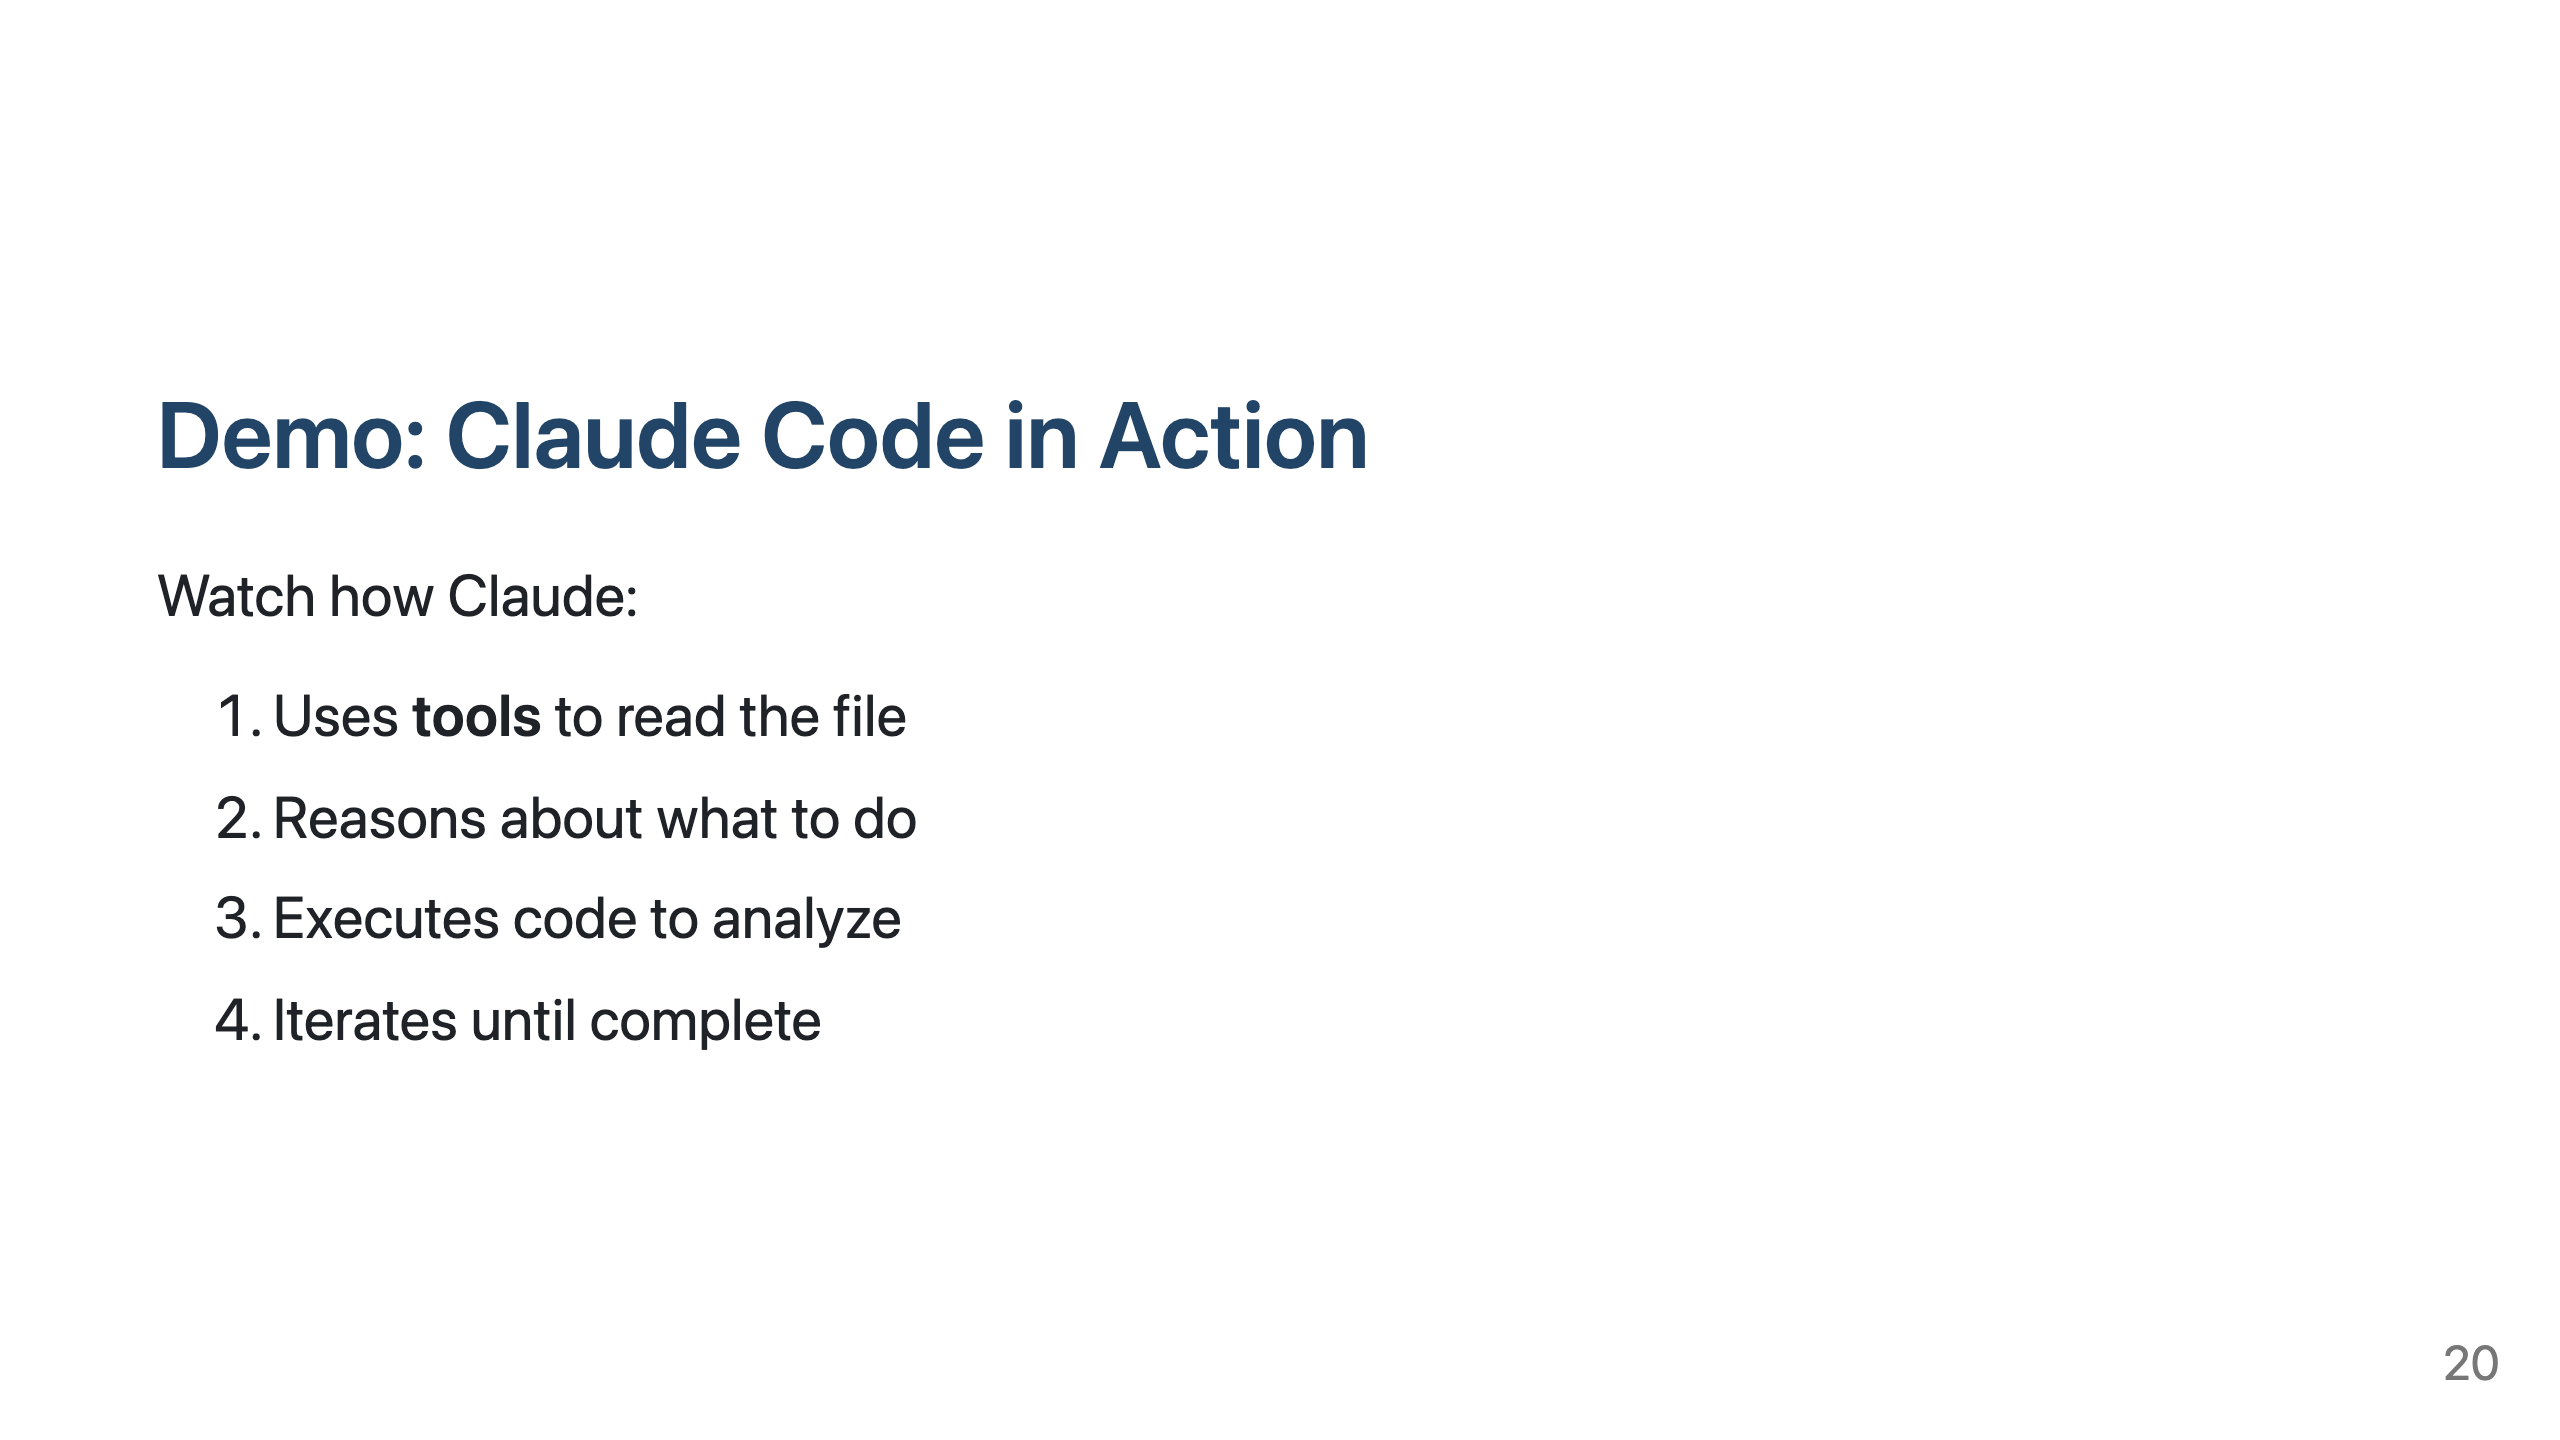 Demo: Claude Code in Action
Watch how Claude:
1. Uses tools to read the file
2. Reasons about what to do
3. Executes code to analyze
4. Iterates until complete
20